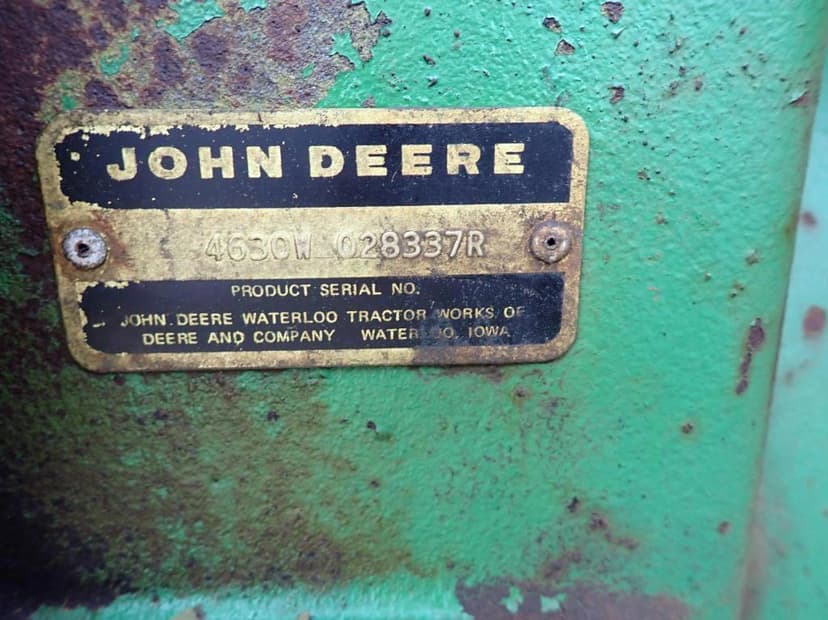 JOHN DEERE
4630W 028337R
PRODUCT SERIAL NO.
JOHN DEERE WATERLOO TRACTOR WORKS OF
DEERE AND COMPANY WATERLOO, IOWA